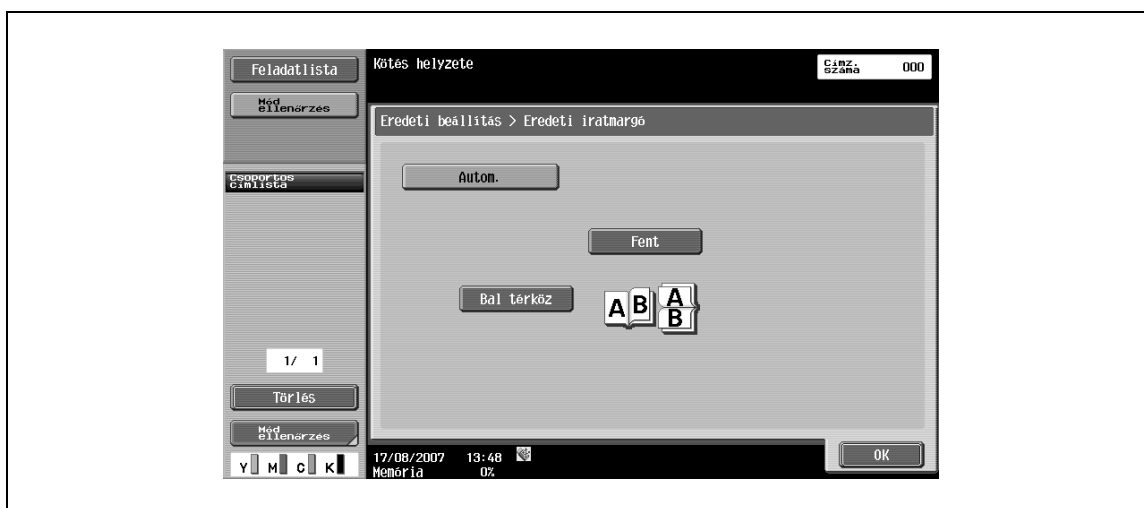 Feladatlista
Mód
ellenőrzés
Csoportos
címlista
1/ 1
Törlés
Mód
ellenőrzés
Y M C K
Kötés helyzete
Címz.
száma 000
Eredeti beállítás > Eredeti iratmargó
Autom.
Fent
Bal térköz
A B A
B
17/08/2007 13:48
Memória 0%
OK